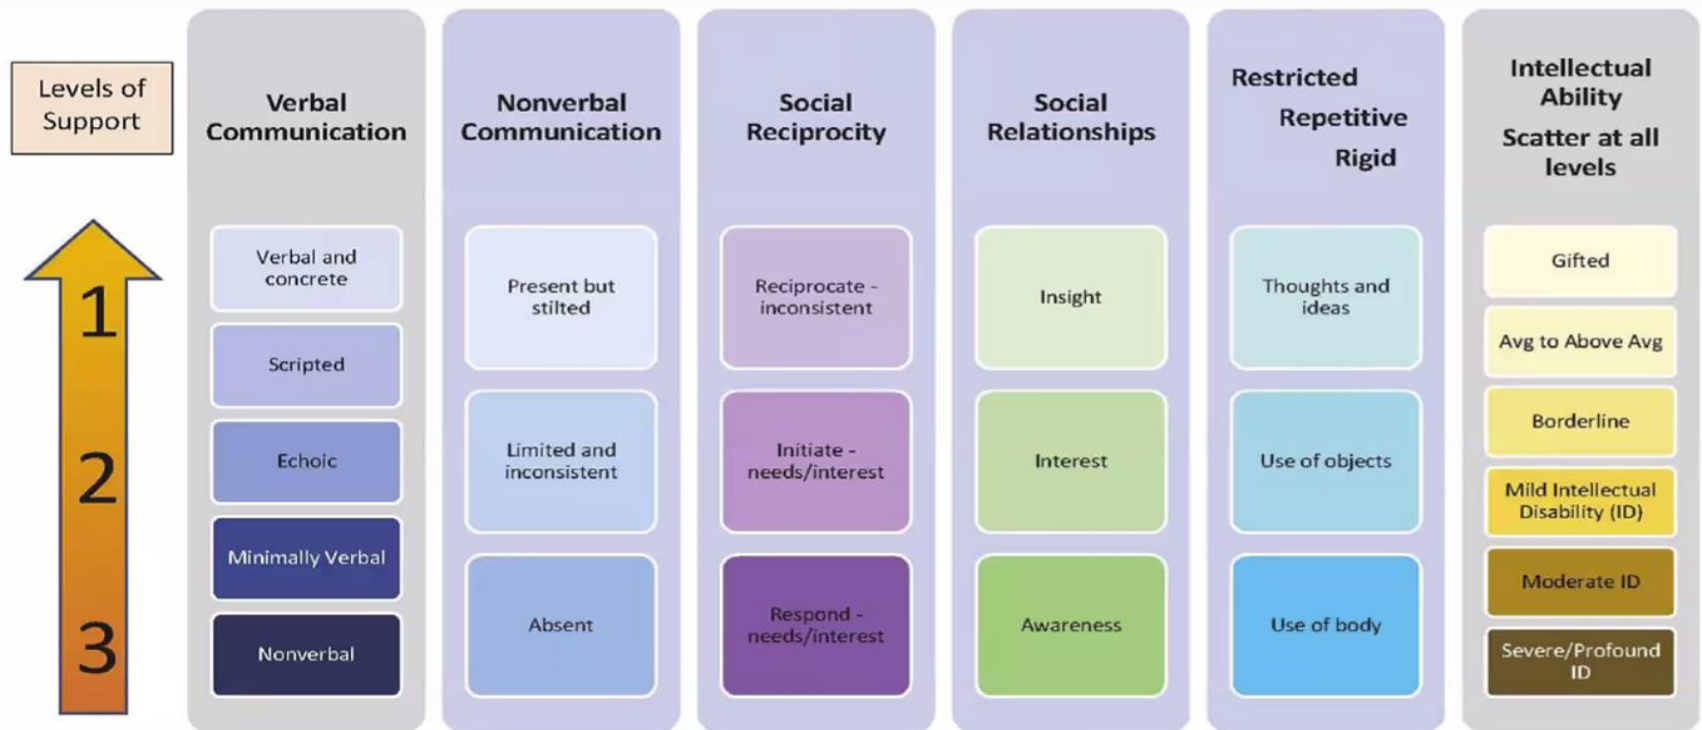 Levels of
Support
1
2
3
Verbal
Communication
Verbal and
concrete
Scripted
Echoic
Minimally Verbal
Nonverbal
Nonverbal
Communication
Present but
stilted
Limited and
inconsistent
Absent
Social
Reciprocity
Reciprocate -
inconsistent
Initiate -
needs/interest
Respond -
needs/interest
Social
Relationships
Insight
Interest
Awareness
Restricted
Repetitive
Rigid
Thoughts and
ideas
Use of objects
Use of body
Intellectual
Ability
Scatter at all
levels
Gifted
Avg to Above Avg
Borderline
Mild Intellectual
Disability (ID)
Moderate ID
Severe/Profound
ID